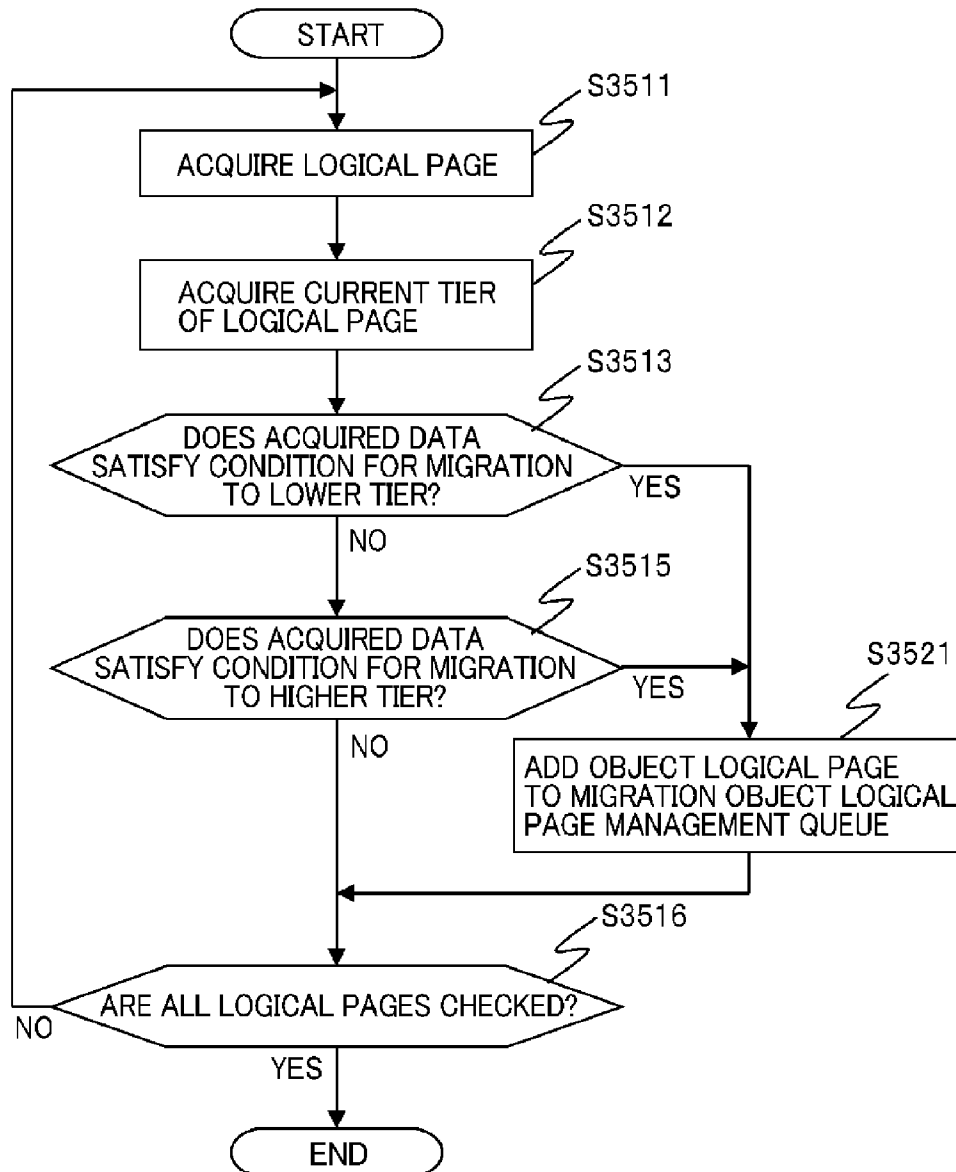 START
S3511
ACQUIRE LOGICAL PAGE
S3512
ACQUIRE CURRENT TIER
OF LOGICAL PAGE
S3513
DOES ACQUIRED DATA
SATISFY CONDITION FOR MIGRATION
TO LOWER TIER?
YES
NO
S3515
DOES ACQUIRED DATA
SATISFY CONDITION FOR MIGRATION
TO HIGHER TIER?
YES
NO
S3521
ADD OBJECT LOGICAL PAGE
TO MIGRATION OBJECT LOGICAL
PAGE MANAGEMENT QUEUE
S3516
ARE ALL LOGICAL PAGES CHECKED?
NO
YES
END